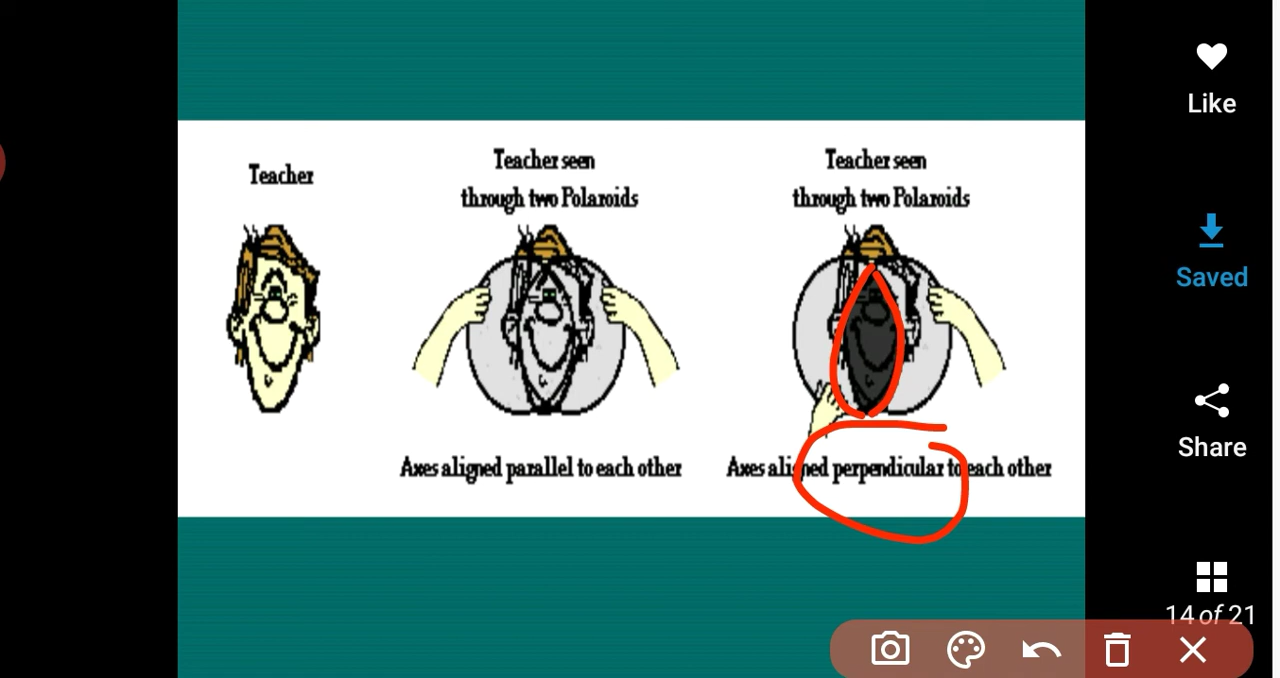 Teacher
Teacher seen
through two Polaroids
Axes aligned parallel to each other
Teacher seen
through two Polaroids
Axes aligned perpendicular to each other
Like
Saved
Share
14 of 21